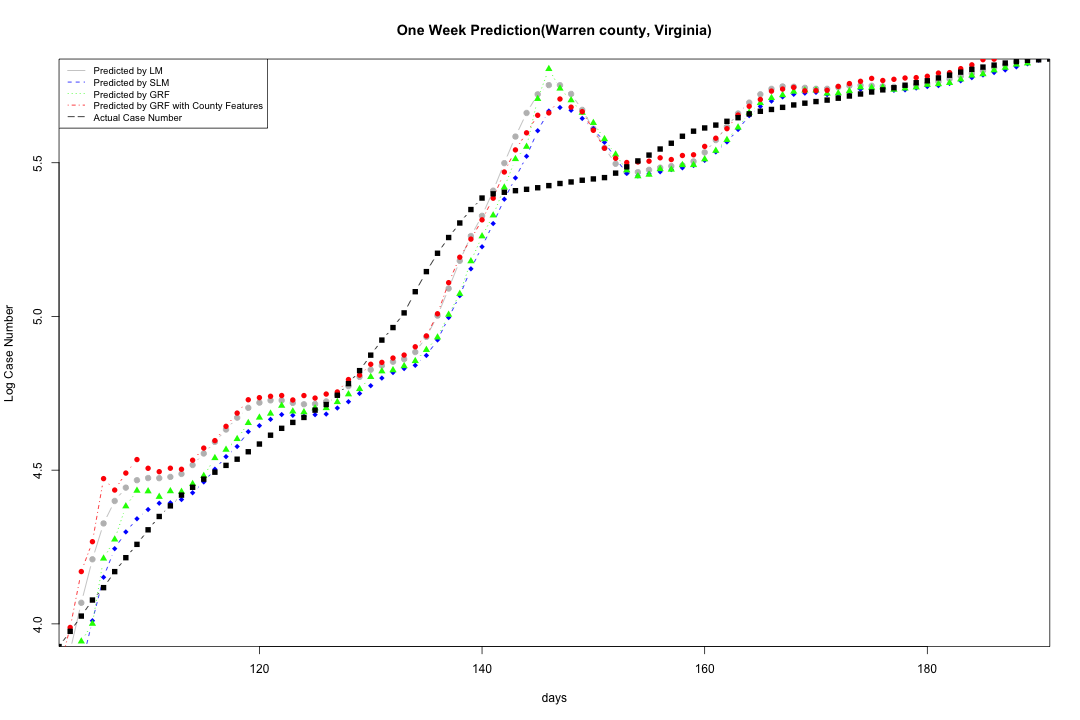 One Week Prediction(Warren county, Virginia)
Predicted by LM
Predicted by SLM
Predicted by GRF
Predicted by GRF with County Features
Actual Case Number
Log Case Number
5.5
5.0
4.5
4.0
120 140 160 180
days